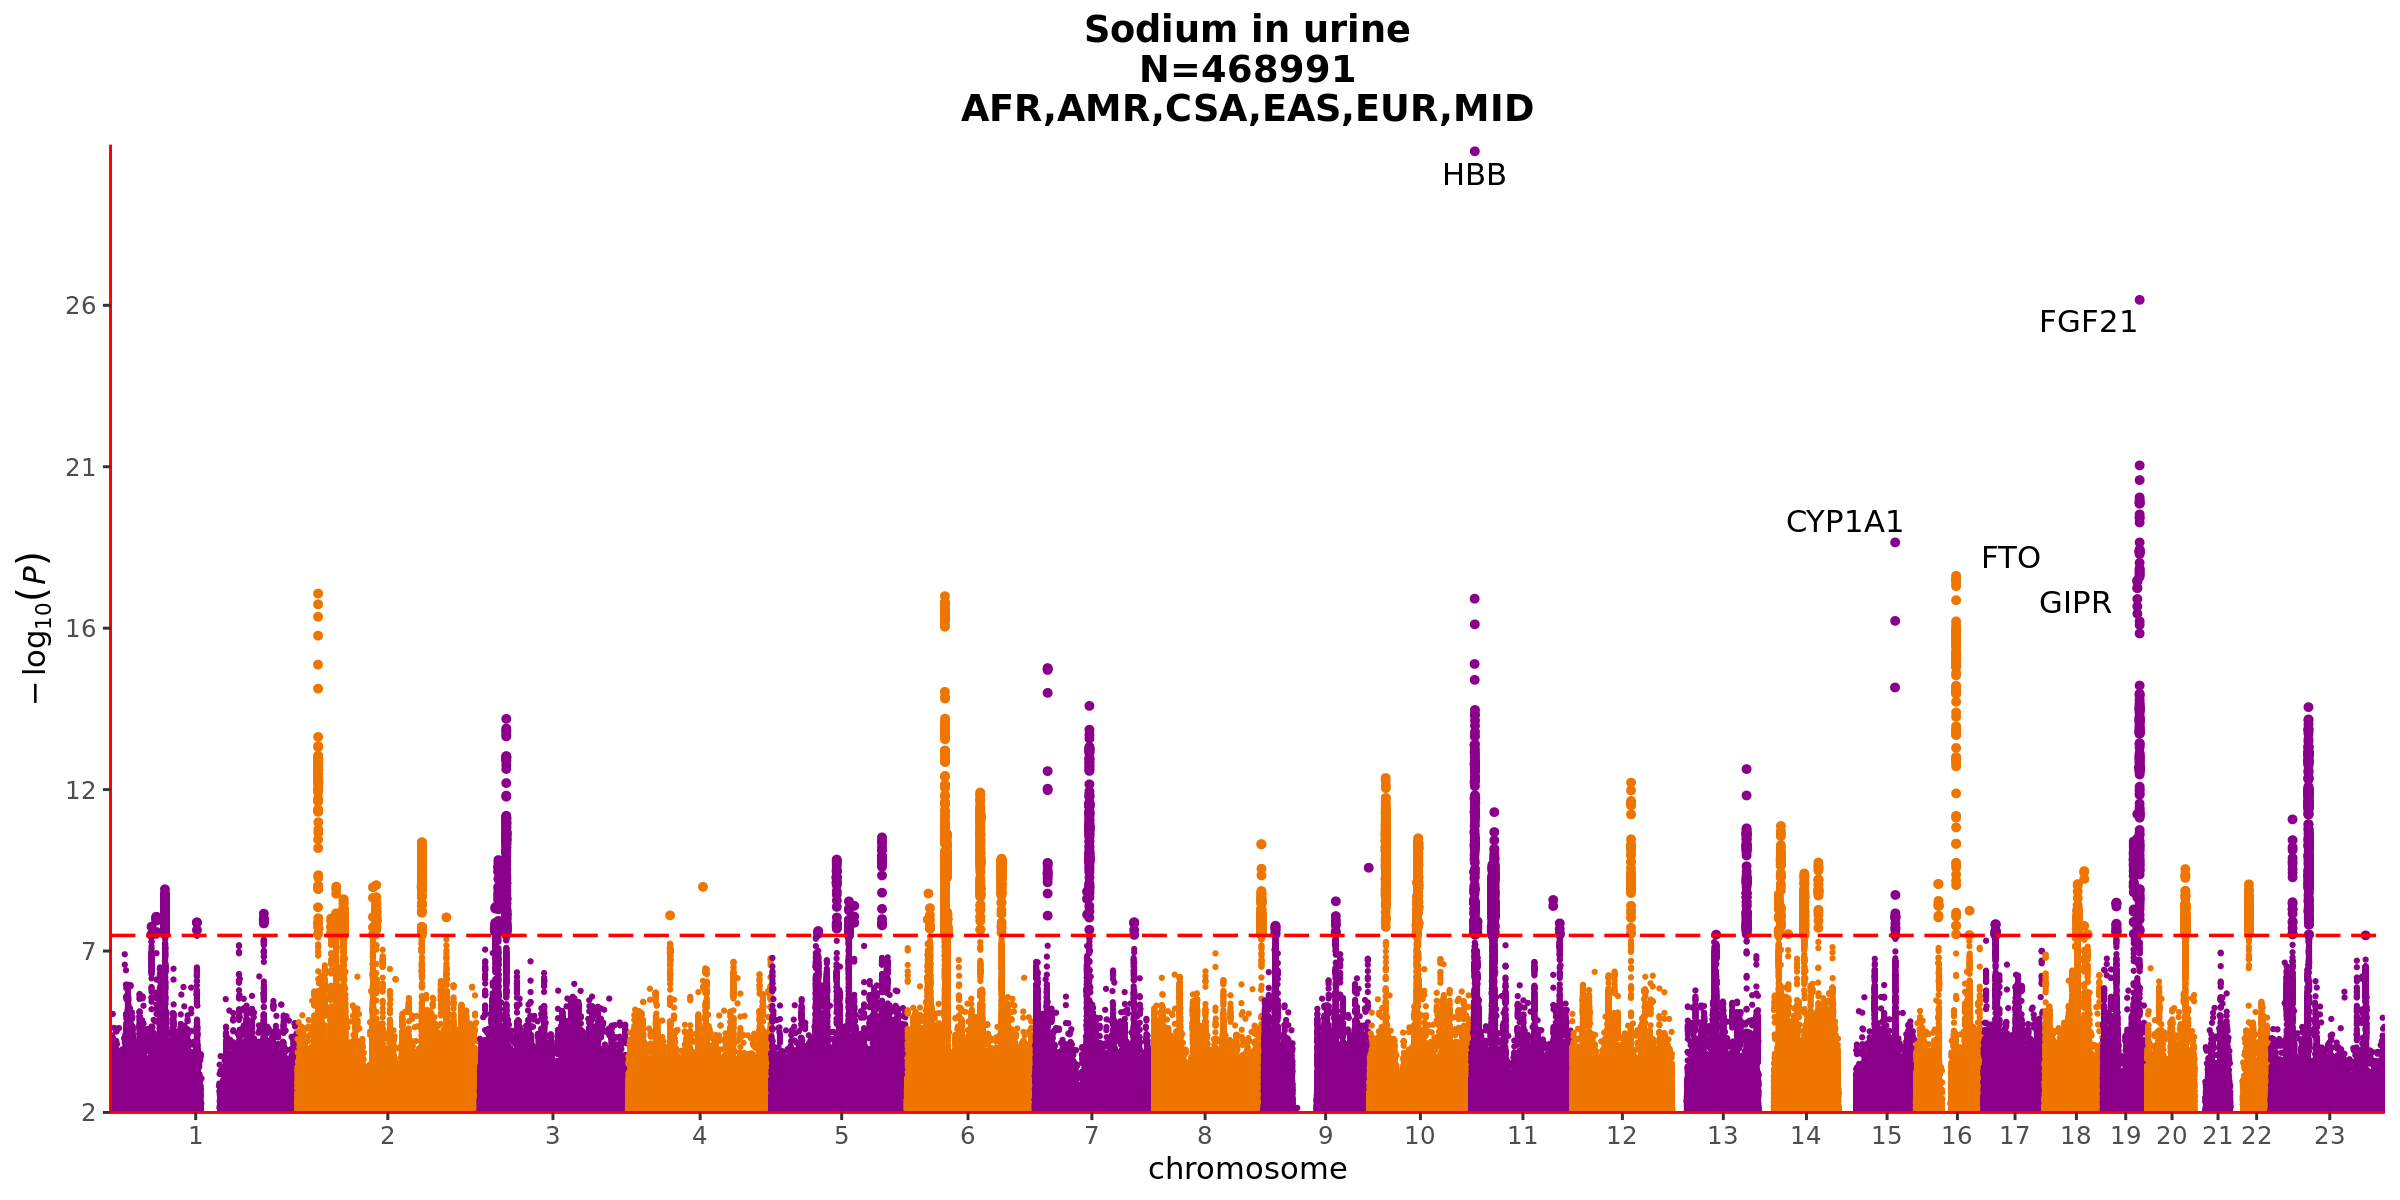 Sodium in urine
N=468991
AFR,AMR,CSA,EAS,EUR,MID
HBB
26
FGF21
21
CYP1A1
FTO
GIPR
16
12
7
2
−log10(P)
1 2 3 4 5 6 7 8 9 10 11 12 13 14 15 16 17 18 19 20 21 22 23
chromosome